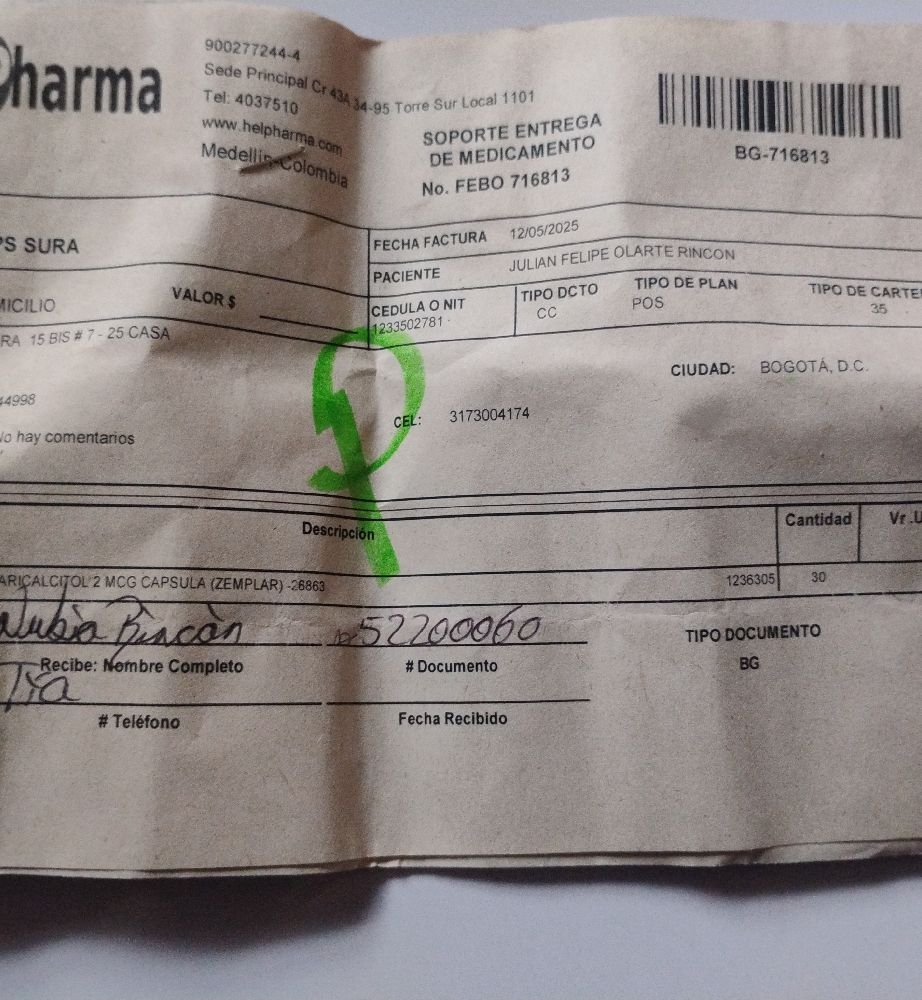 harma
900277244-4
Sede Principal Cr 43A 34-95 Torre Sur Local 1101
Tel: 4037510
www.helpharma.com
Medellín-Colombia
SOPORTE ENTREGA
DE MEDICAMENTO
No. FEBO 716813
BG-716813
PS SURA
FECHA FACTURA 12/05/2025
PACIENTE JULIAN FELIPE OLARTE RINCON
MICILIO VALOR $
CEDULA O NIT
1233502781
TIPO DCTO
CC
TIPO DE PLAN
POS
TIPO DE CARTE
35
RA 15 BIS # 7 - 25 CASA
CIUDAD: BOGOTÁ, D.C.
44998
CEL: 3173004174
No hay comentarios
Descripción Cantidad Vr.U
ARICALCITOL 2 MCG CAPSULA (ZEMPLAR) -26863 1236305 30
Nubia Rincòn 52200060
Recibe: Nombre Completo # Documento
TIPO DOCUMENTO
BG
Tia
# Teléfono Fecha Recibido